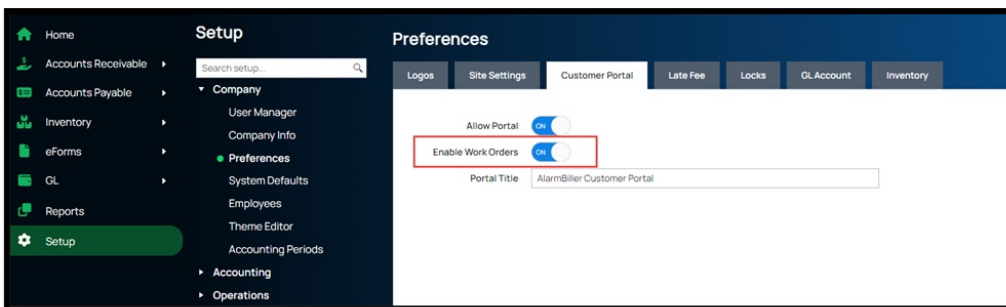 Home
Accounts Receivable
Accounts Payable
Inventory
eForms
GL
Reports
Setup
Setup
Search setup...
Company
User Manager
Company Info
Preferences
System Defaults
Employees
Theme Editor
Accounting Periods
Accounting
Operations
Preferences
Logos Site Settings Customer Portal Late Fee Locks GL Account Inventory
Allow Portal ON
Enable Work Orders ON
Portal Title AlarmBiller Customer Portal